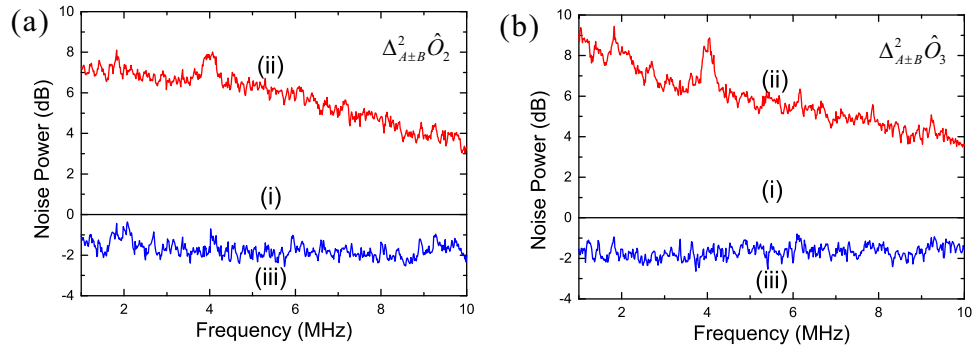 (a)
10
8
6
4
2
0
-2
-4
Noise Power (dB)
Δ²_{A±B} Ô₂
(ii)
(i)
(iii)
2 4 6 8 10
Frequency (MHz)
(b)
10
8
6
4
2
0
-2
-4
Noise Power (dB)
Δ²_{A±B} Ô₃
(ii)
(i)
(iii)
2 4 6 8 10
Frequency (MHz)